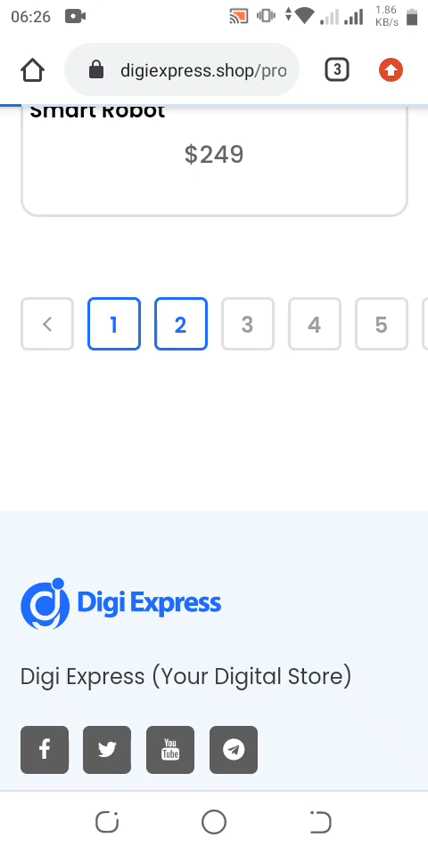 06:26
1.86
KB/s
digiexpress.shop/pro
3
Smart Robot
$249
1 2 3 4 5
Digi Express
Digi Express (Your Digital Store)
You
Tube